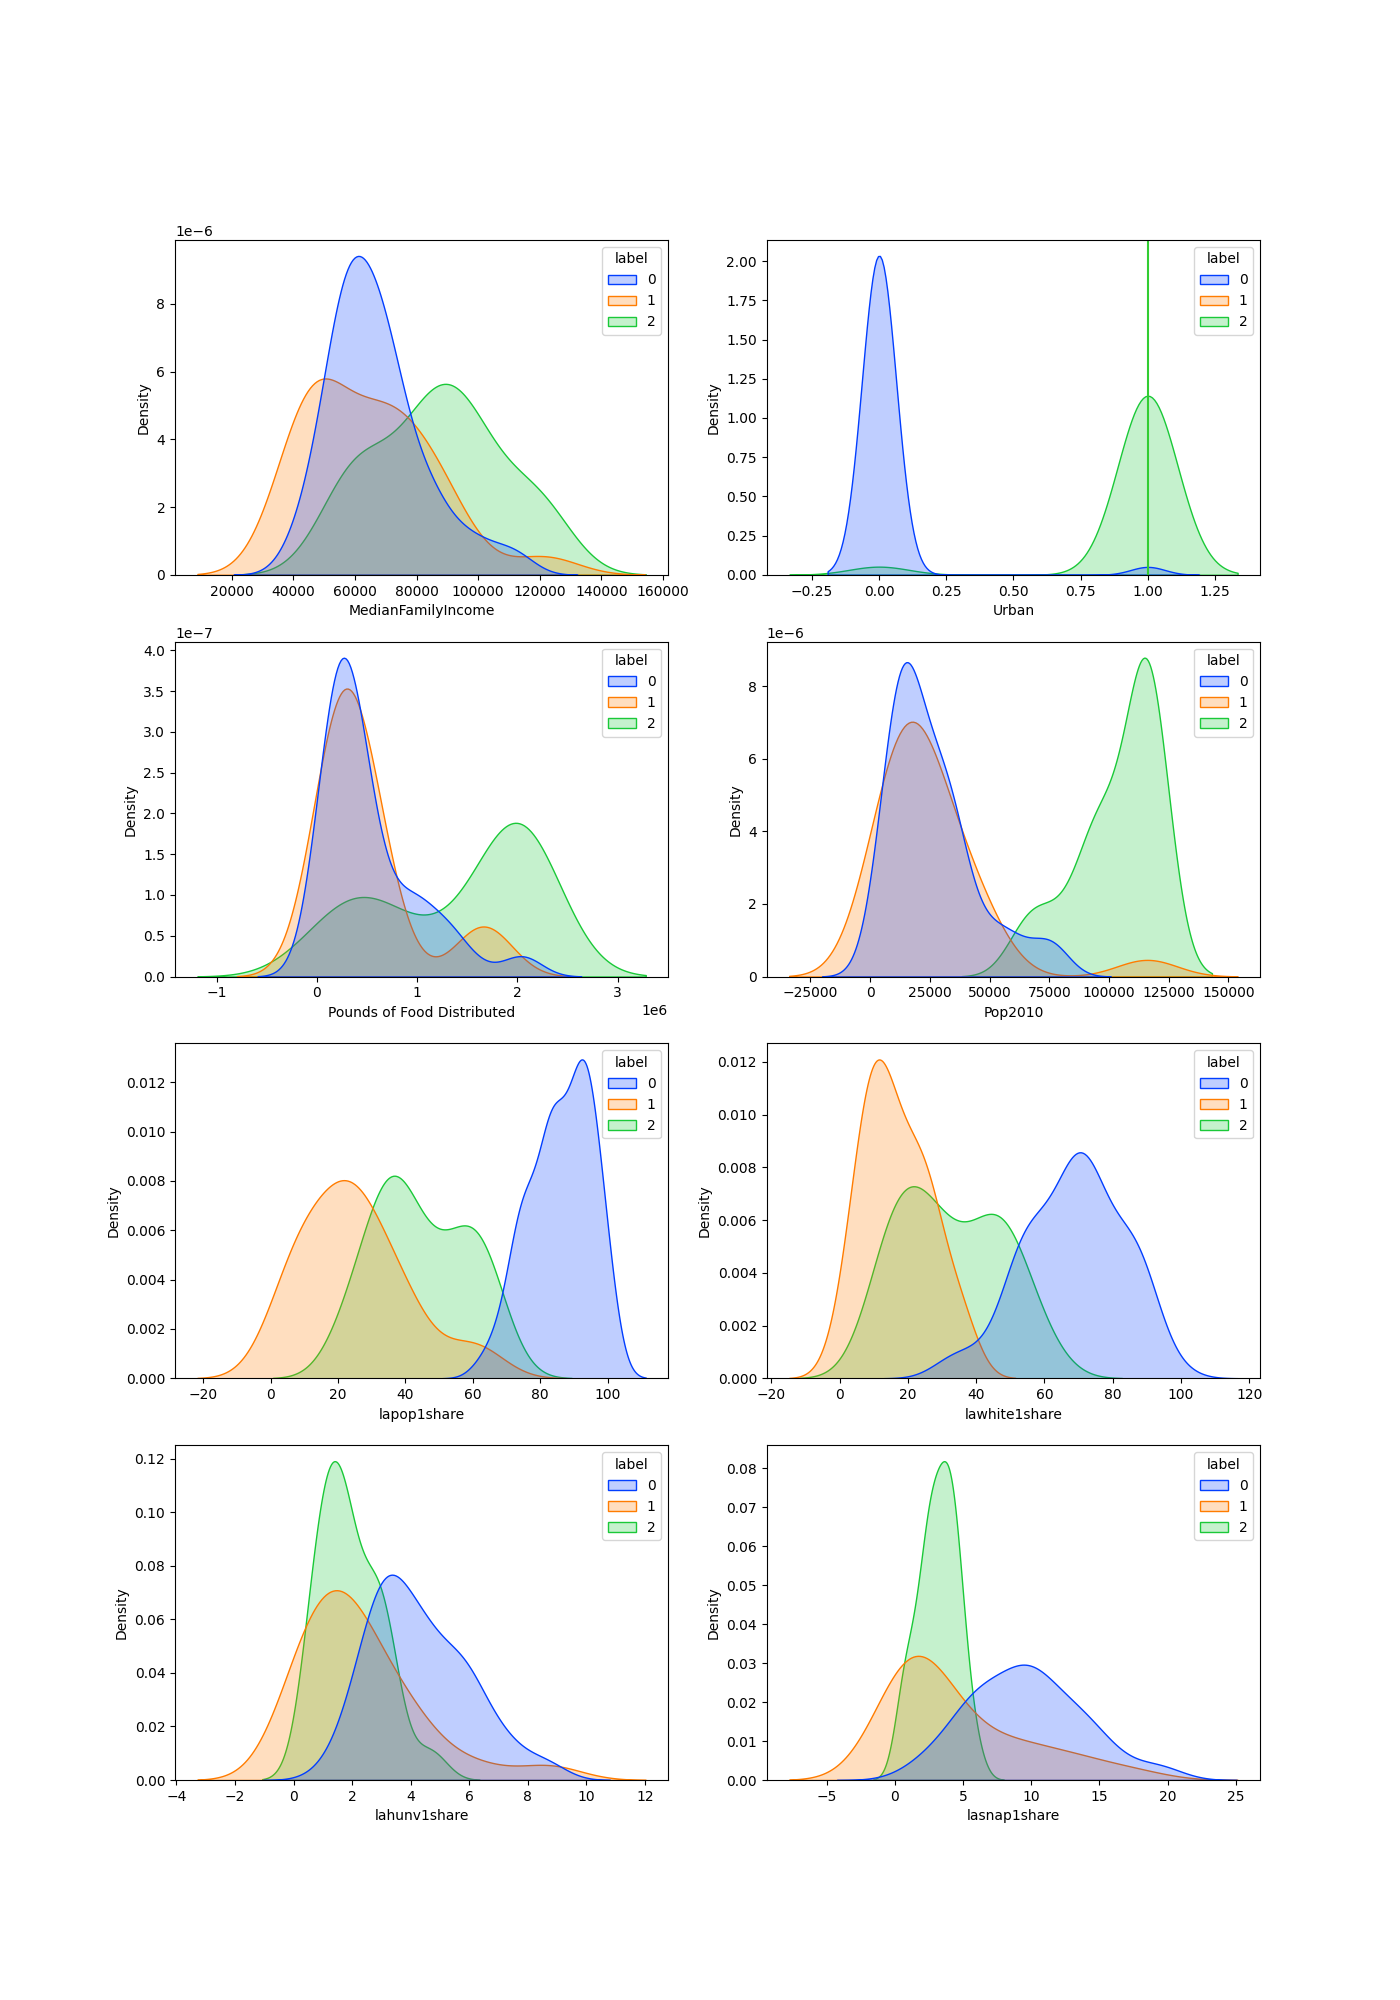 1e−6
label
0
1
2
Density
0
2
4
6
8
20000 40000 60000 80000 100000 120000 140000 160000
MedianFamilyIncome
label
0
1
2
Density
0.00
0.25
0.50
0.75
1.00
1.25
1.50
1.75
2.00
−0.25 0.00 0.25 0.50 0.75 1.00 1.25
Urban
1e−7
label
0
1
2
Density
0.0
0.5
1.0
1.5
2.0
2.5
3.0
3.5
4.0
−1 0 1 2 3
Pounds of Food Distributed 1e6
1e−6
label
0
1
2
Density
0
2
4
6
8
−25000 0 25000 50000 75000 100000 125000 150000
Pop2010
label
0
1
2
Density
0.000
0.002
0.004
0.006
0.008
0.010
0.012
−20 0 20 40 60 80 100
lapop1share
label
0
1
2
Density
0.000
0.002
0.004
0.006
0.008
0.010
0.012
−20 0 20 40 60 80 100 120
lawhite1share
label
0
1
2
Density
0.00
0.02
0.04
0.06
0.08
0.10
0.12
−4 −2 0 2 4 6 8 10 12
lahunv1share
label
0
1
2
Density
0.00
0.01
0.02
0.03
0.04
0.05
0.06
0.07
0.08
−5 0 5 10 15 20 25
lasnap1share